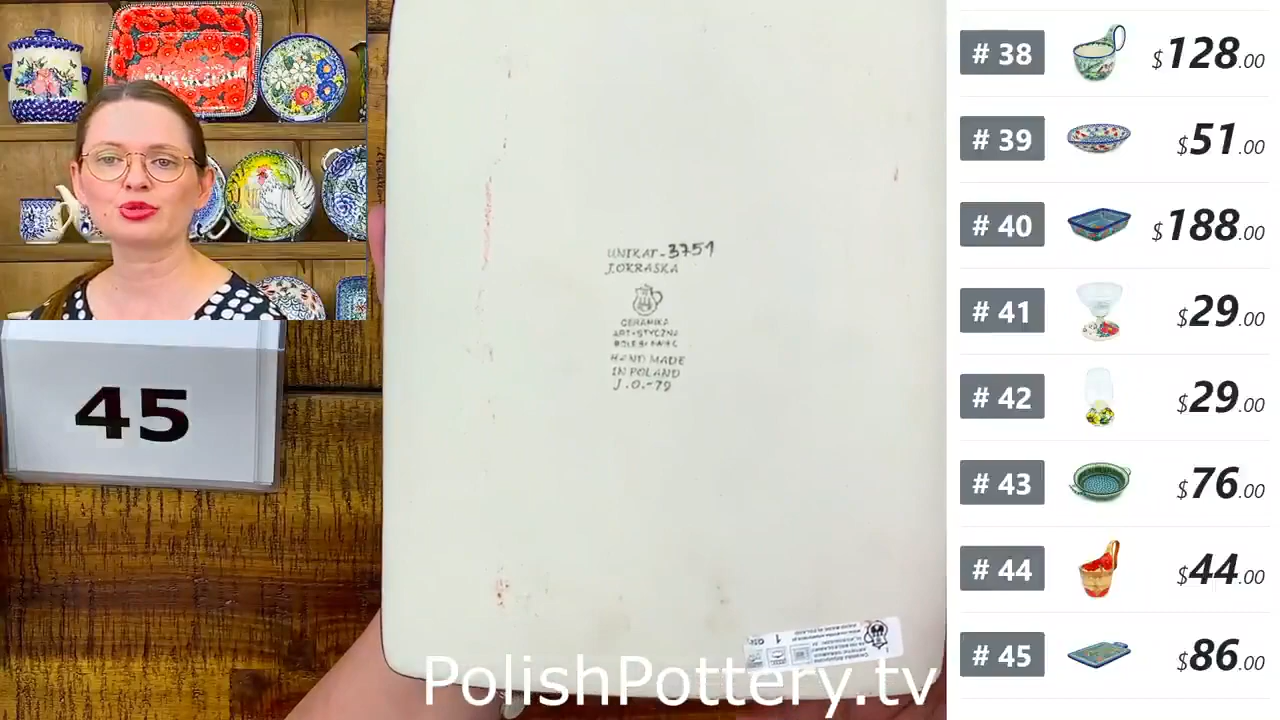 45
UNIKAT-3751
J.OKRASKA
CERAMIKA
ARTYSTYCZNA
HAND MADE
IN POLAND
J.O.-79
PolishPottery.tv
# 38 $128.00
# 39 $51.00
# 40 $188.00
# 41 $29.00
# 42 $29.00
# 43 $76.00
# 44 $44.00
# 45 $86.00